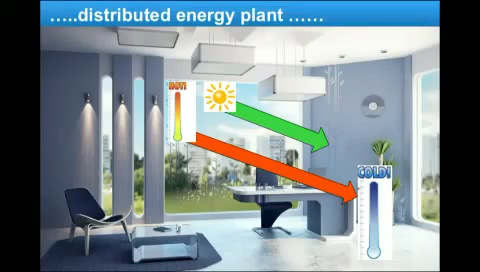 …..distributed energy plant ……
HOT!
COLD!